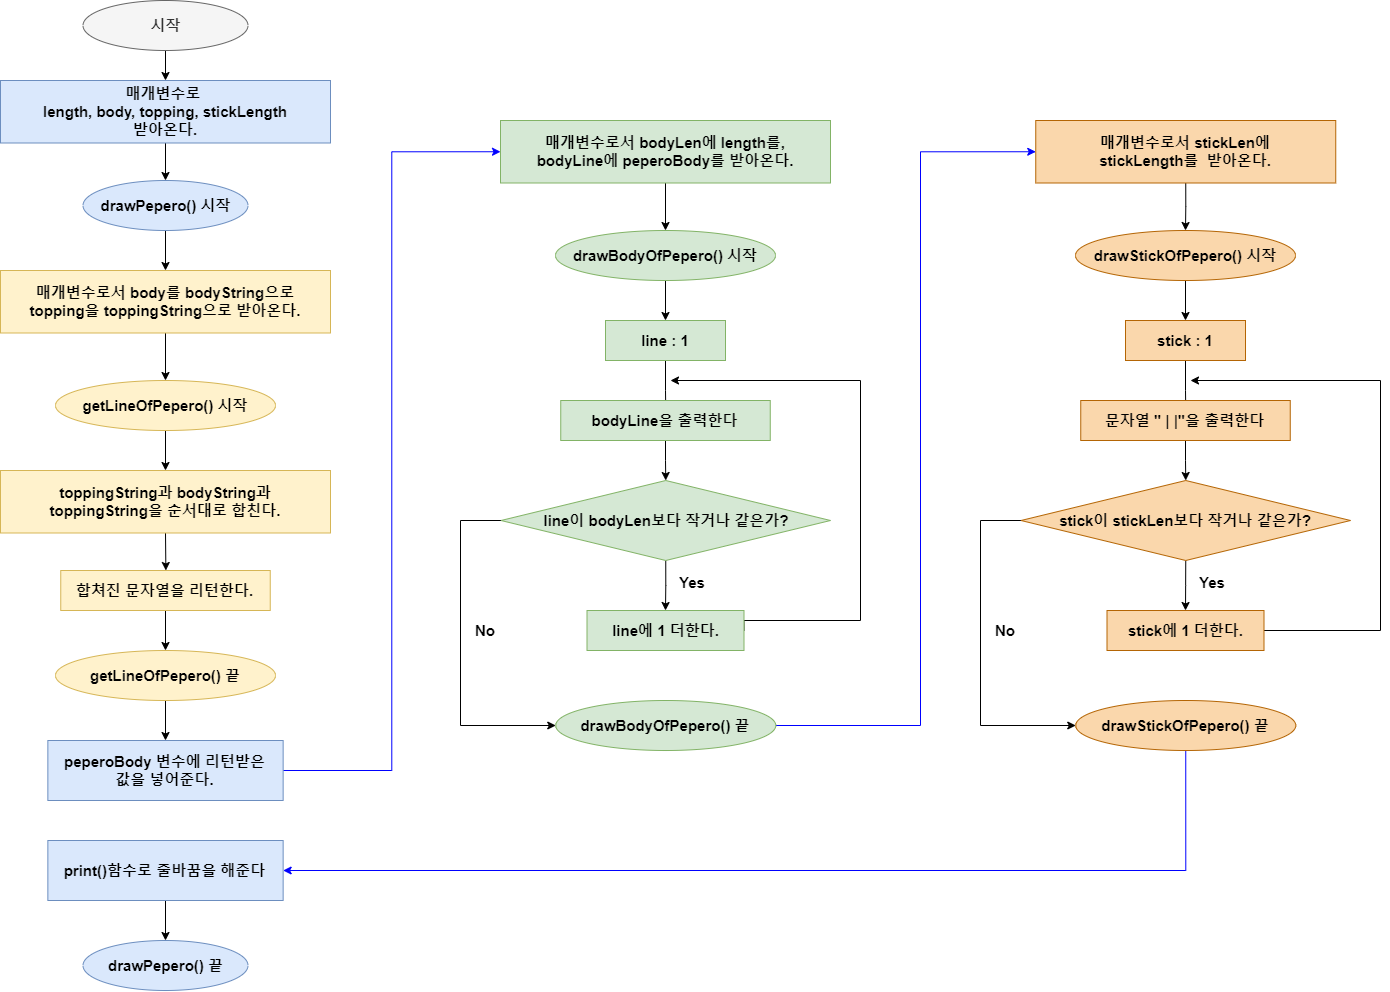 시작
매개변수로
length, body, topping, stickLength
받아온다.
drawPepero() 시작
매개변수로서 body를 bodyString으로
topping을 toppingString으로 받아온다.
getLineOfPepero() 시작
toppingString과 bodyString과
toppingString을 순서대로 합친다.
합쳐진 문자열을 리턴한다.
getLineOfPepero() 끝
peperoBody 변수에 리턴받은
값을 넣어준다.
매개변수로서 bodyLen에 length를,
bodyLine에 peperoBody를 받아온다.
drawBodyOfPepero() 시작
line : 1
bodyLine을 출력한다
line이 bodyLen보다 작거나 같은가?
Yes
No
line에 1 더한다.
drawBodyOfPepero() 끝
매개변수로서 stickLen에
stickLength를 받아온다.
drawStickOfPepero() 시작
stick : 1
문자열 " | |"을 출력한다
stick이 stickLen보다 작거나 같은가?
Yes
No
stick에 1 더한다.
drawStickOfPepero() 끝
print()함수로 줄바꿈을 해준다
drawPepero() 끝